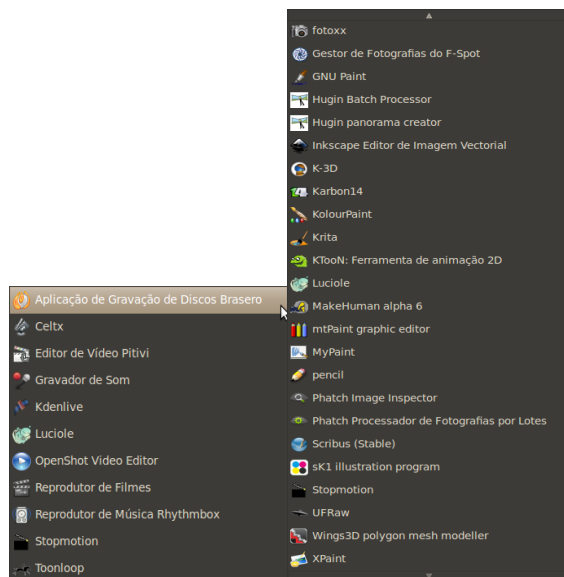 fotoxx
Gestor de Fotografias do F-Spot
GNU Paint
Hugin Batch Processor
Hugin panorama creator
Inkscape Editor de Imagem Vectorial
K-3D
Karbon14
KolourPaint
Krita
KTooN: Ferramenta de animação 2D
Luciole
MakeHuman alpha 6
mtPaint graphic editor
MyPaint
pencil
Phatch Image Inspector
Phatch Processador de Fotografias por Lotes
Scribus (Stable)
sK1 illustration program
Stopmotion
UFRaw
Wings3D polygon mesh modeller
XPaint
Aplicação de Gravação de Discos Brasero
Celtx
Editor de Vídeo Pitivi
Gravador de Som
Kdenlive
Luciole
OpenShot Video Editor
Reprodutor de Filmes
Reprodutor de Música Rhythmbox
Stopmotion
Toonloop